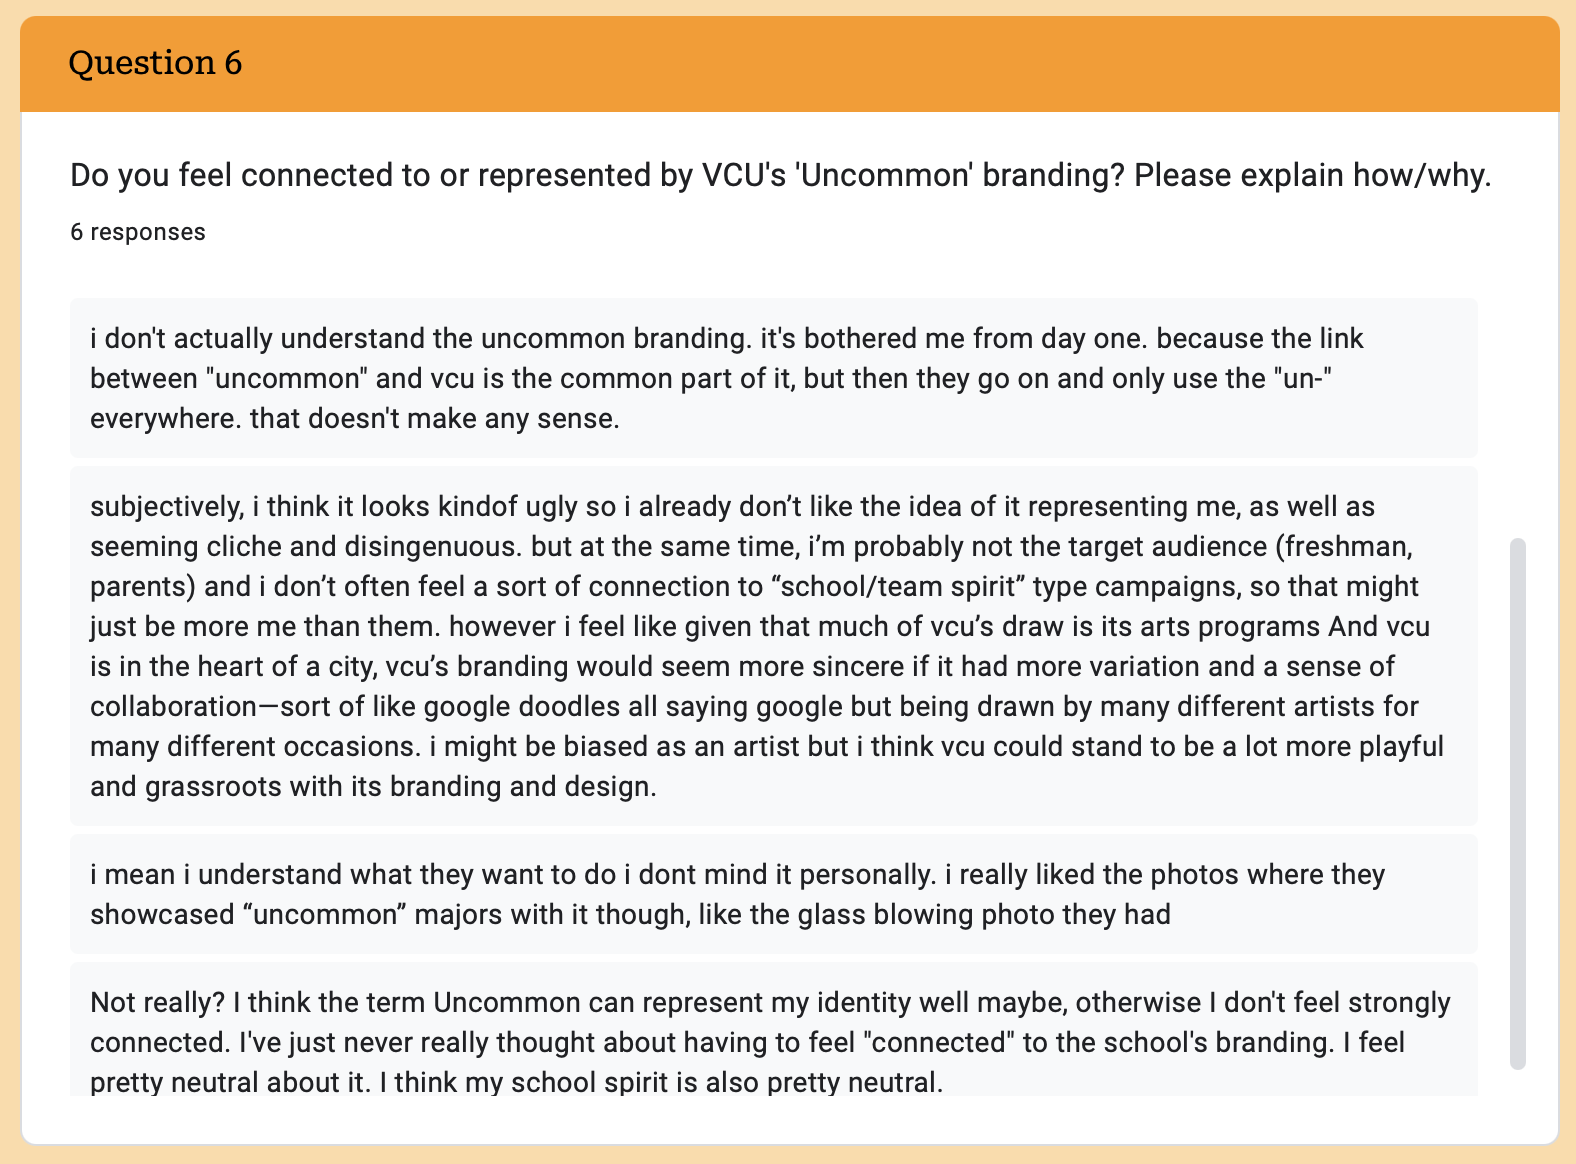 Question 6
Do you feel connected to or represented by VCU's 'Uncommon' branding? Please explain how/why.
6 responses
i don't actually understand the uncommon branding. it's bothered me from day one. because the link
between "uncommon" and vcu is the common part of it, but then they go on and only use the "un-"
everywhere. that doesn't make any sense.
subjectively, i think it looks kindof ugly so i already don’t like the idea of it representing me, as well as
seeming cliche and disingenuous. but at the same time, i’m probably not the target audience (freshman,
parents) and i don’t often feel a sort of connection to “school/team spirit” type campaigns, so that might
just be more me than them. however i feel like given that much of vcu’s draw is its arts programs And vcu
is in the heart of a city, vcu’s branding would seem more sincere if it had more variation and a sense of
collaboration—sort of like google doodles all saying google but being drawn by many different artists for
many different occasions. i might be biased as an artist but i think vcu could stand to be a lot more playful
and grassroots with its branding and design.
i mean i understand what they want to do i dont mind it personally. i really liked the photos where they
showcased “uncommon” majors with it though, like the glass blowing photo they had
Not really? I think the term Uncommon can represent my identity well maybe, otherwise I don't feel strongly
connected. I've just never really thought about having to feel "connected" to the school's branding. I feel
pretty neutral about it. I think my school spirit is also pretty neutral.